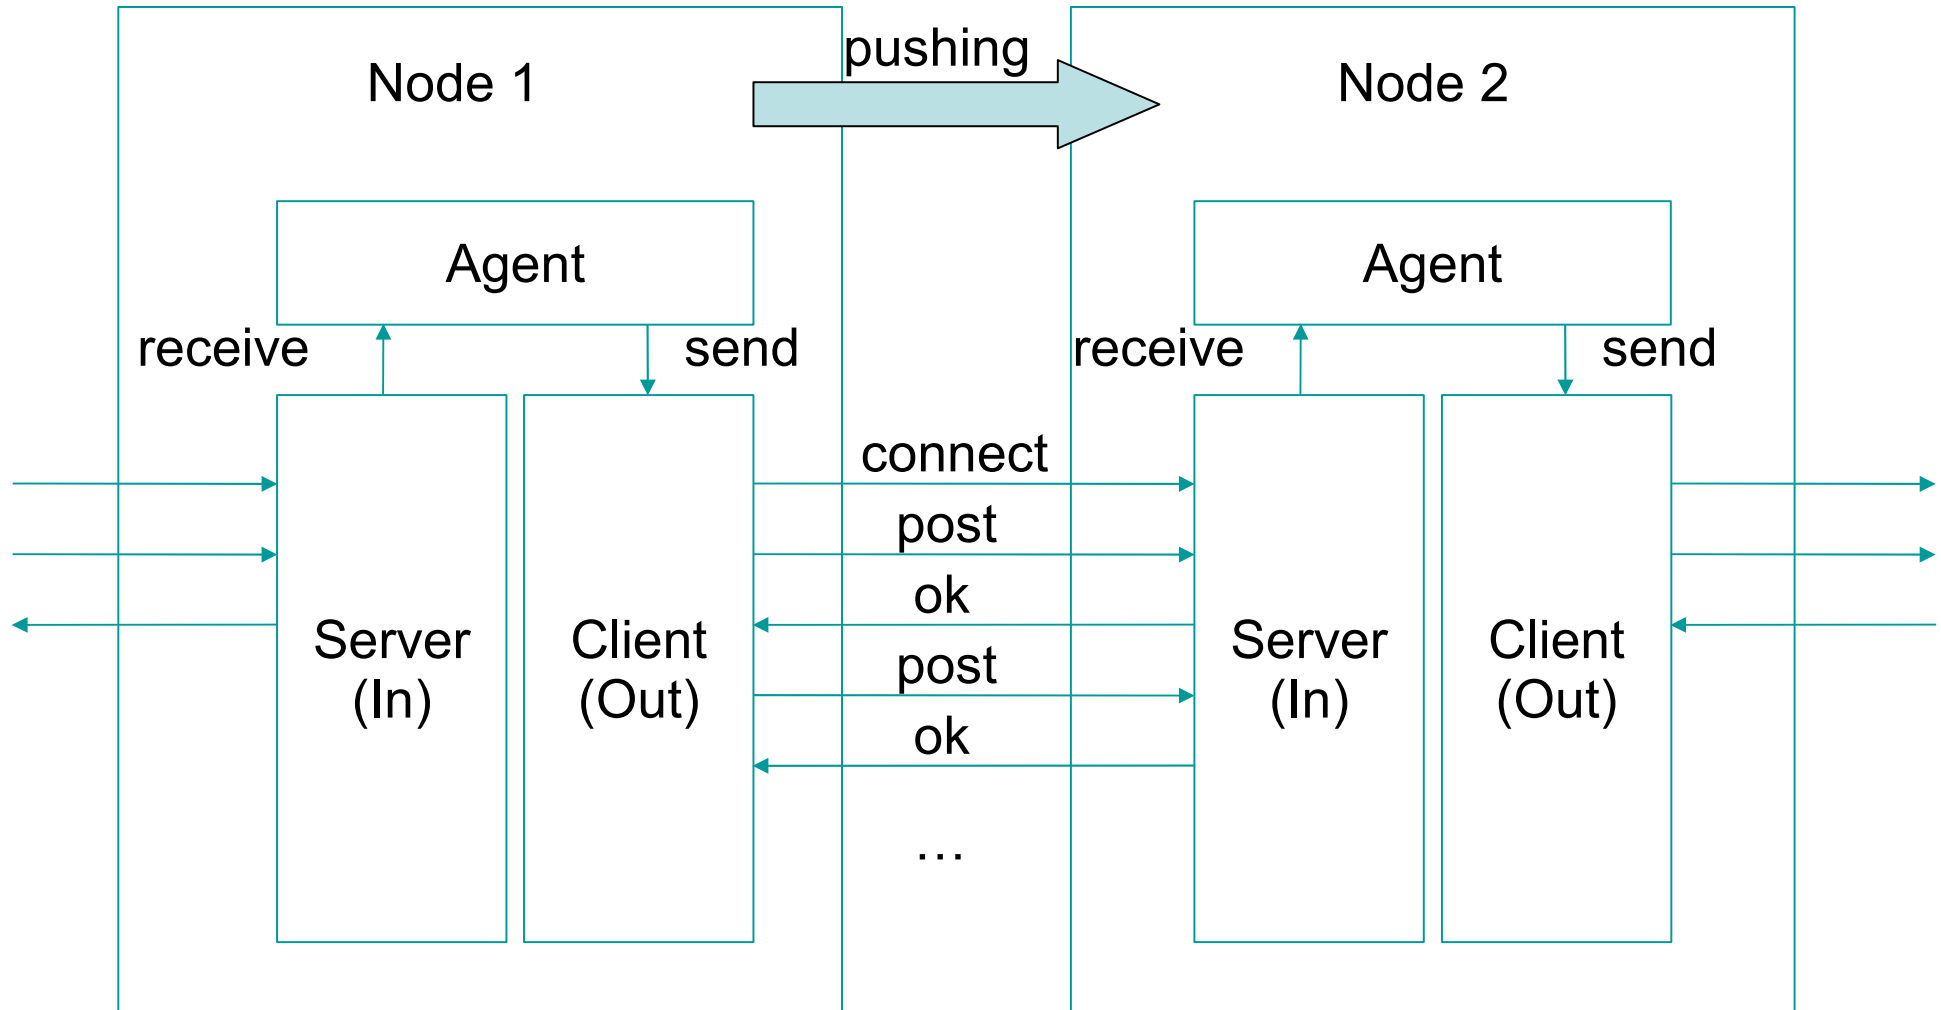 pushing
Node 1
Node 2
Agent
Agent
receive
send
receive
send
connect
post
ok
post
ok
Server
(In)
Client
(Out)
Server
(In)
Client
(Out)
…